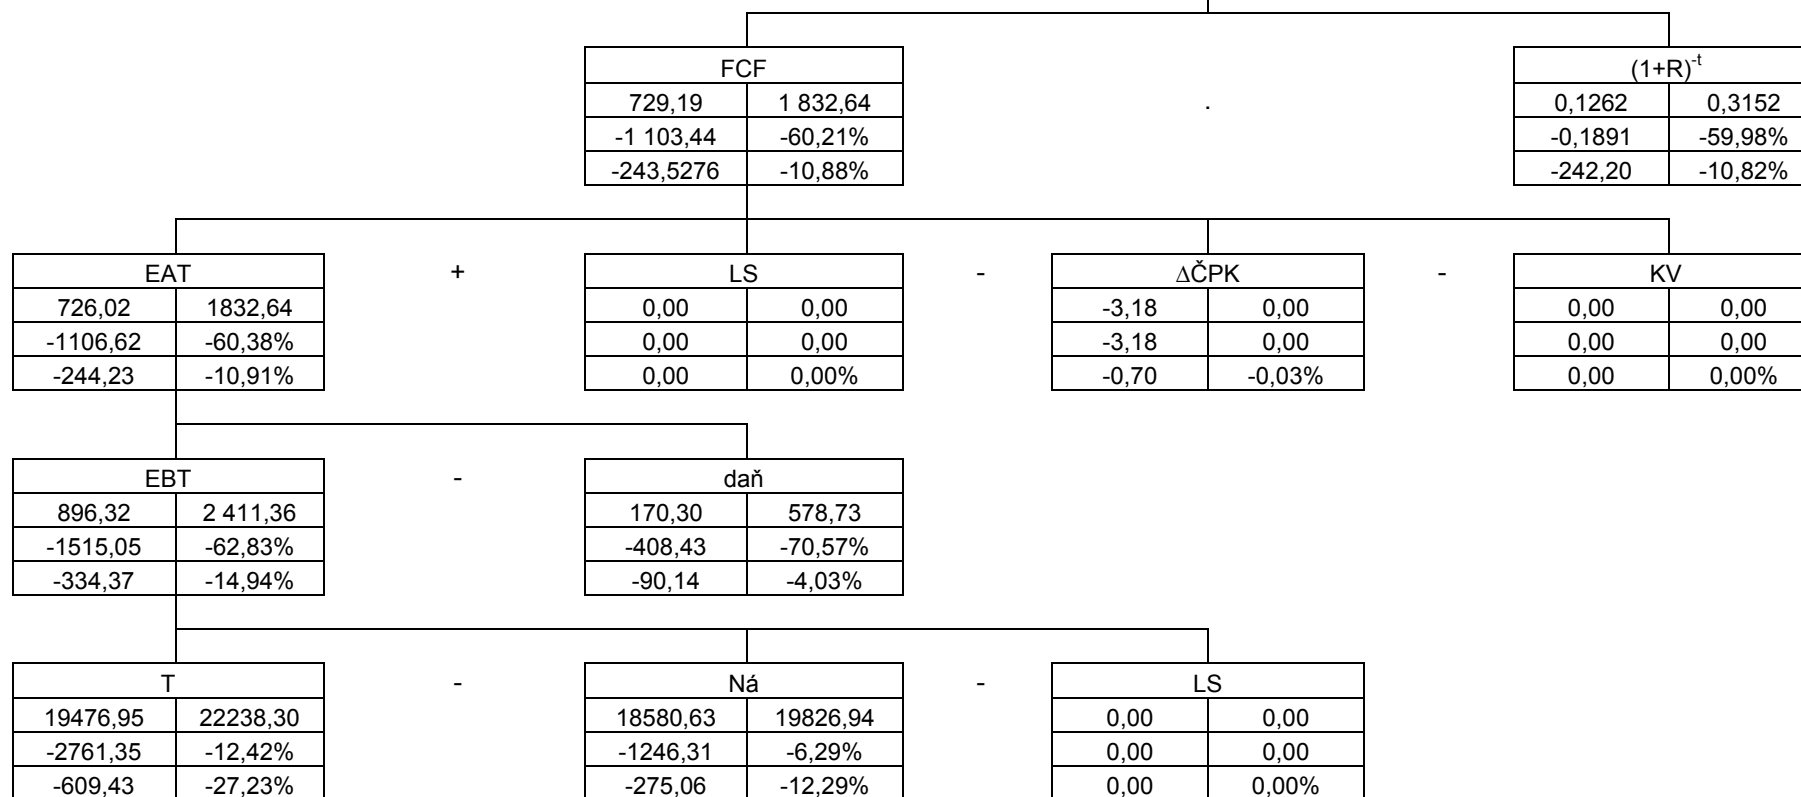 FCF (1+R)-t
729,19 1 832,64 . 0,1262 0,3152
-1 103,44 -60,21% -0,1891 -59,98%
-243,5276 -10,88% -242,20 -10,82%
EAT + LS - ∆ČPK - KV
726,02 1832,64 0,00 0,00 -3,18 0,00 0,00 0,00
-1106,62 -60,38% 0,00 0,00 -3,18 0,00 0,00 0,00
-244,23 -10,91% 0,00 0,00% -0,70 -0,03% 0,00 0,00%
EBT - daň
896,32 2 411,36 170,30 578,73
-1515,05 -62,83% -408,43 -70,57%
-334,37 -14,94% -90,14 -4,03%
T - Ná - LS
19476,95 22238,30 18580,63 19826,94 0,00 0,00
-2761,35 -12,42% -1246,31 -6,29% 0,00 0,00
-609,43 -27,23% -275,06 -12,29% 0,00 0,00%